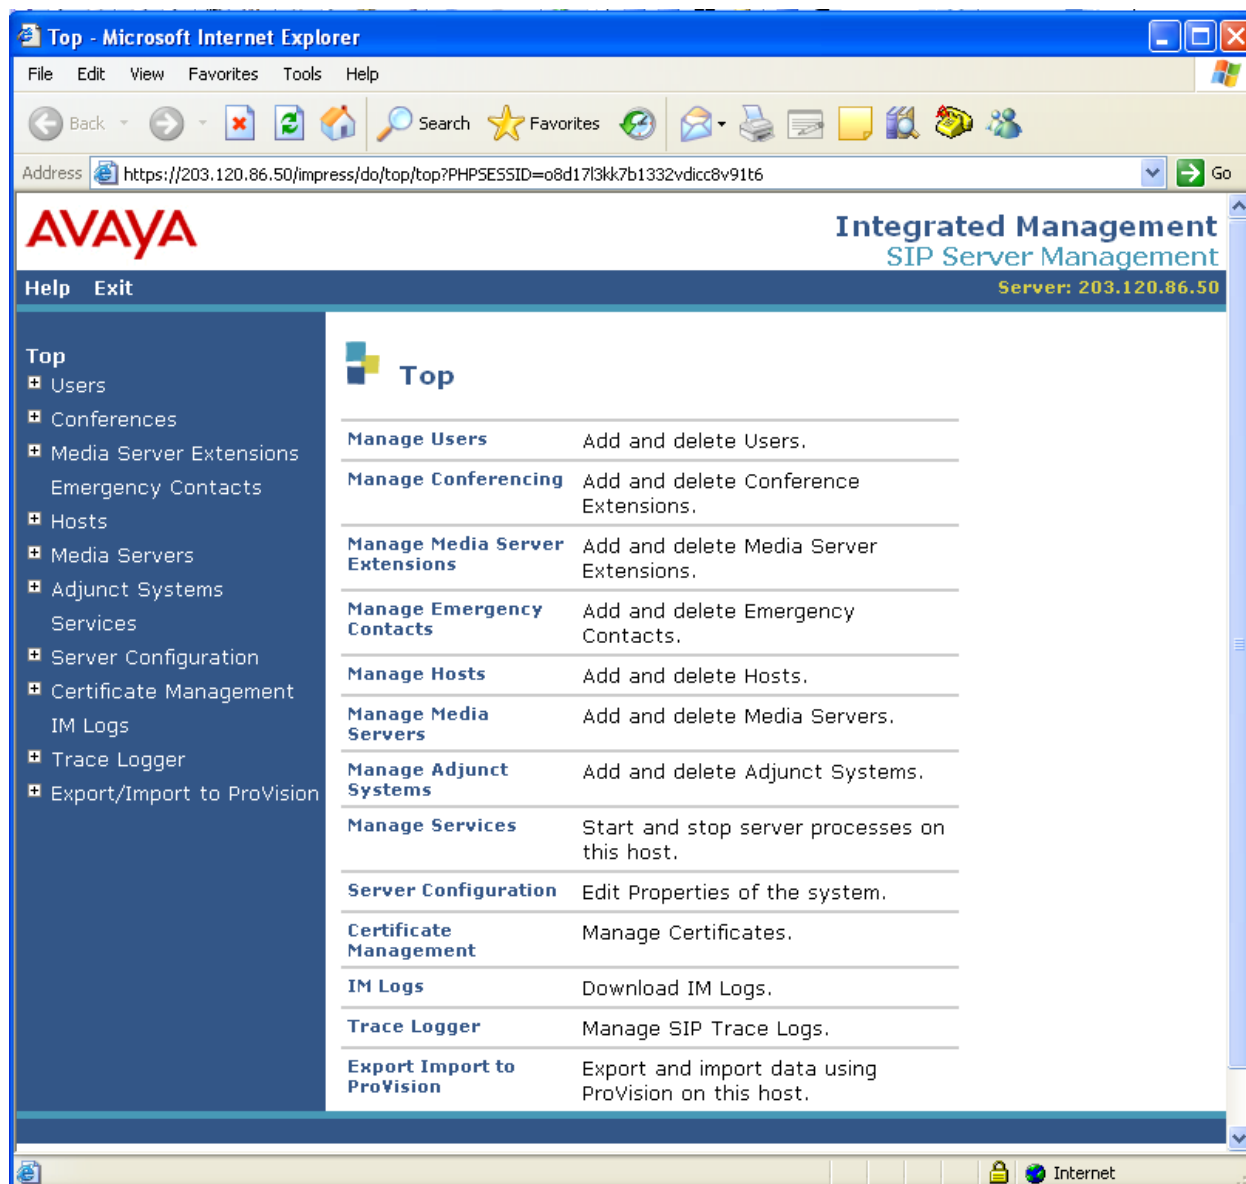 Top - Microsoft Internet Explorer
File Edit View Favorites Tools Help
Back Search Favorites
Address https://203.120.86.50/impress/do/top/top?PHPSESSID=o8d17l3kk7b1332vdicc8v91t6 Go
AVAYA
Integrated Management
SIP Server Management
Help Exit Server: 203.120.86.50
Top
Users
Conferences
Media Server Extensions
Emergency Contacts
Hosts
Media Servers
Adjunct Systems
Services
Server Configuration
Certificate Management
IM Logs
Trace Logger
Export/Import to ProVision
Top
Manage Users Add and delete Users.
Manage Conferencing Add and delete Conference
Extensions.
Manage Media Server Add and delete Media Server
Extensions Extensions.
Manage Emergency Add and delete Emergency
Contacts Contacts.
Manage Hosts Add and delete Hosts.
Manage Media Add and delete Media Servers.
Servers
Manage Adjunct Add and delete Adjunct Systems.
Systems
Manage Services Start and stop server processes on
this host.
Server Configuration Edit Properties of the system.
Certificate Manage Certificates.
Management
IM Logs Download IM Logs.
Trace Logger Manage SIP Trace Logs.
Export Import to Export and import data using
ProVision ProVision on this host.
Internet